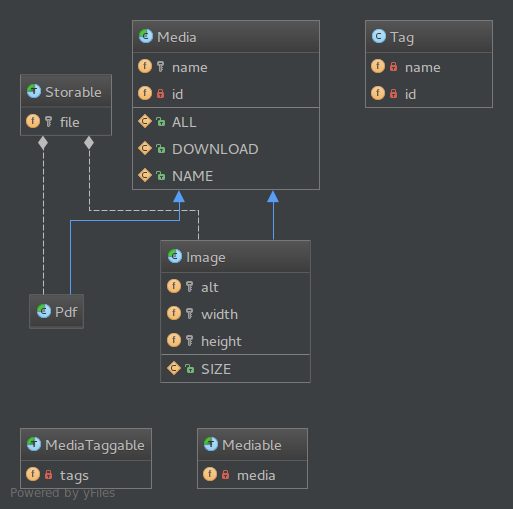 Media
name
id
ALL
DOWNLOAD
NAME
Tag
name
id
Storable
file
Image
alt
width
height
SIZE
Pdf
MediaTaggable
tags
Mediable
media
Powered by yFiles